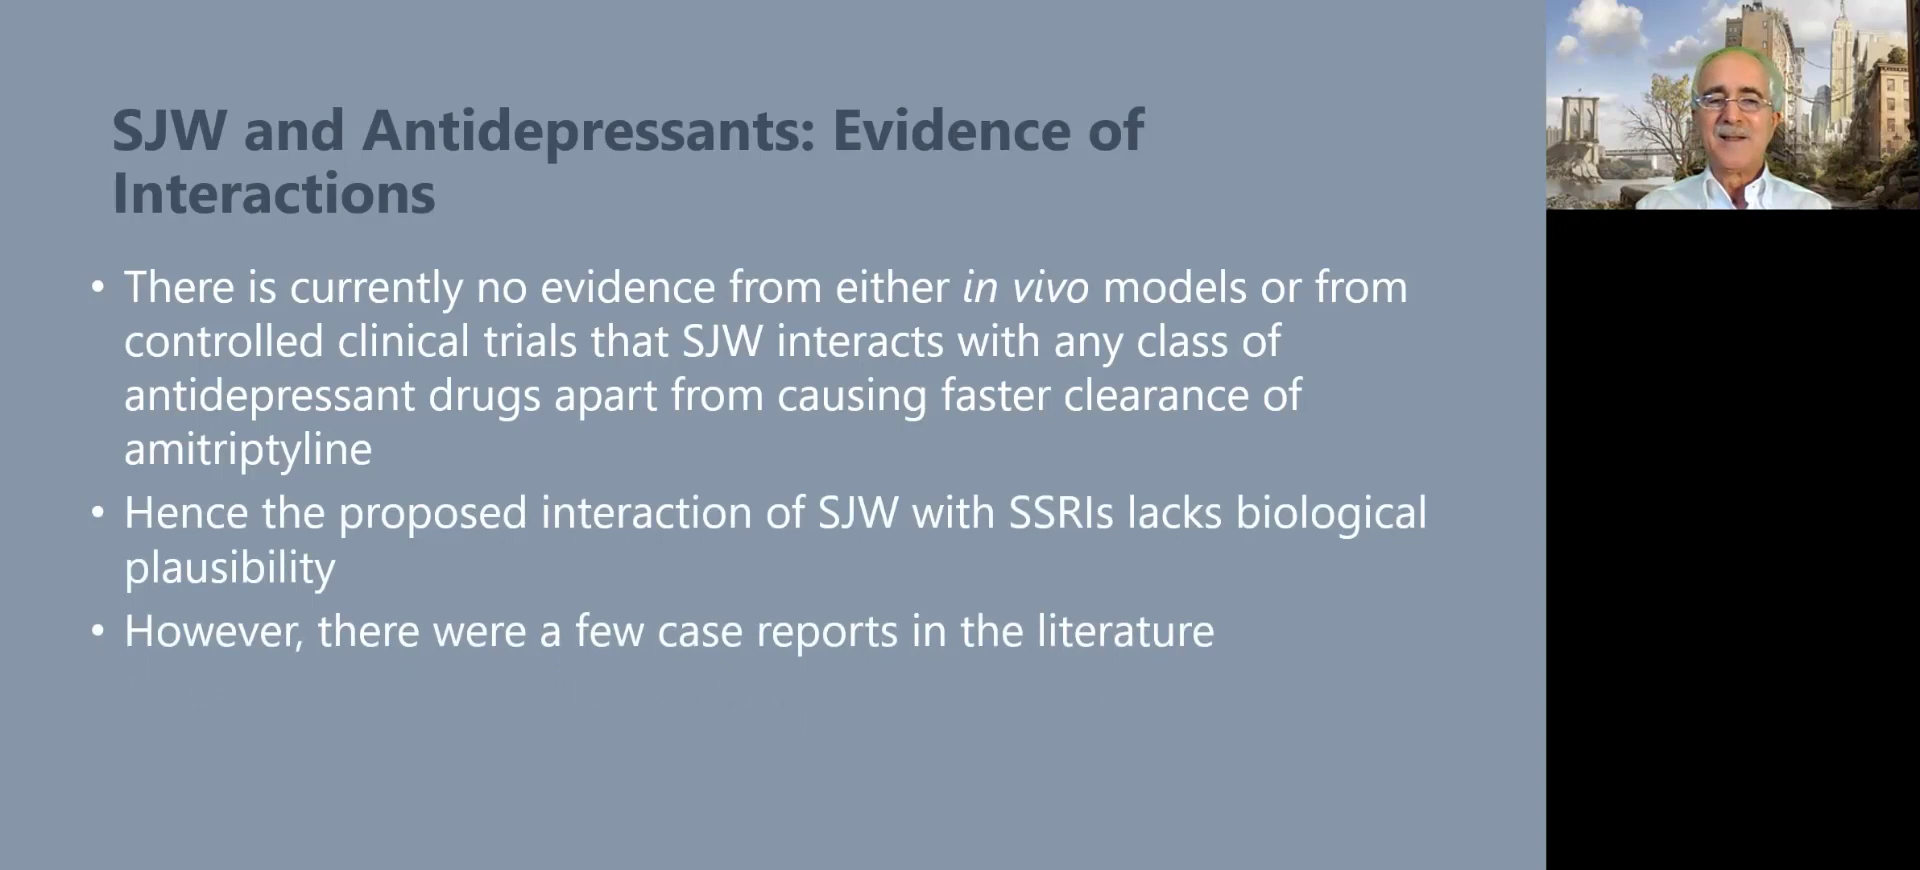 SJW and Antidepressants: Evidence of
Interactions
• There is currently no evidence from either in vivo models or from
controlled clinical trials that SJW interacts with any class of
antidepressant drugs apart from causing faster clearance of
amitriptyline
• Hence the proposed interaction of SJW with SSRIs lacks biological
plausibility
• However, there were a few case reports in the literature